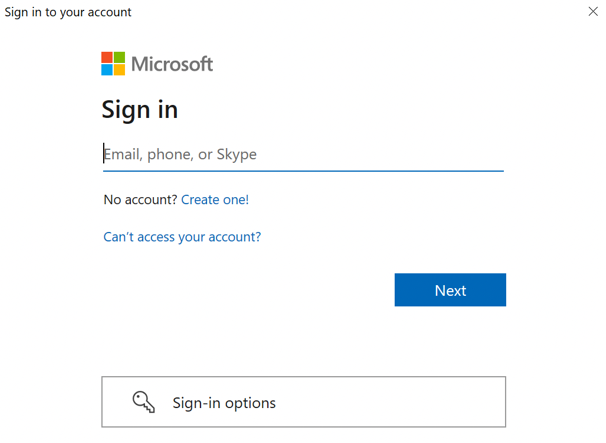 Sign in to your account
Microsoft
Sign in
Email, phone, or Skype
No account? Create one!
Can't access your account?
Next
Sign-in options